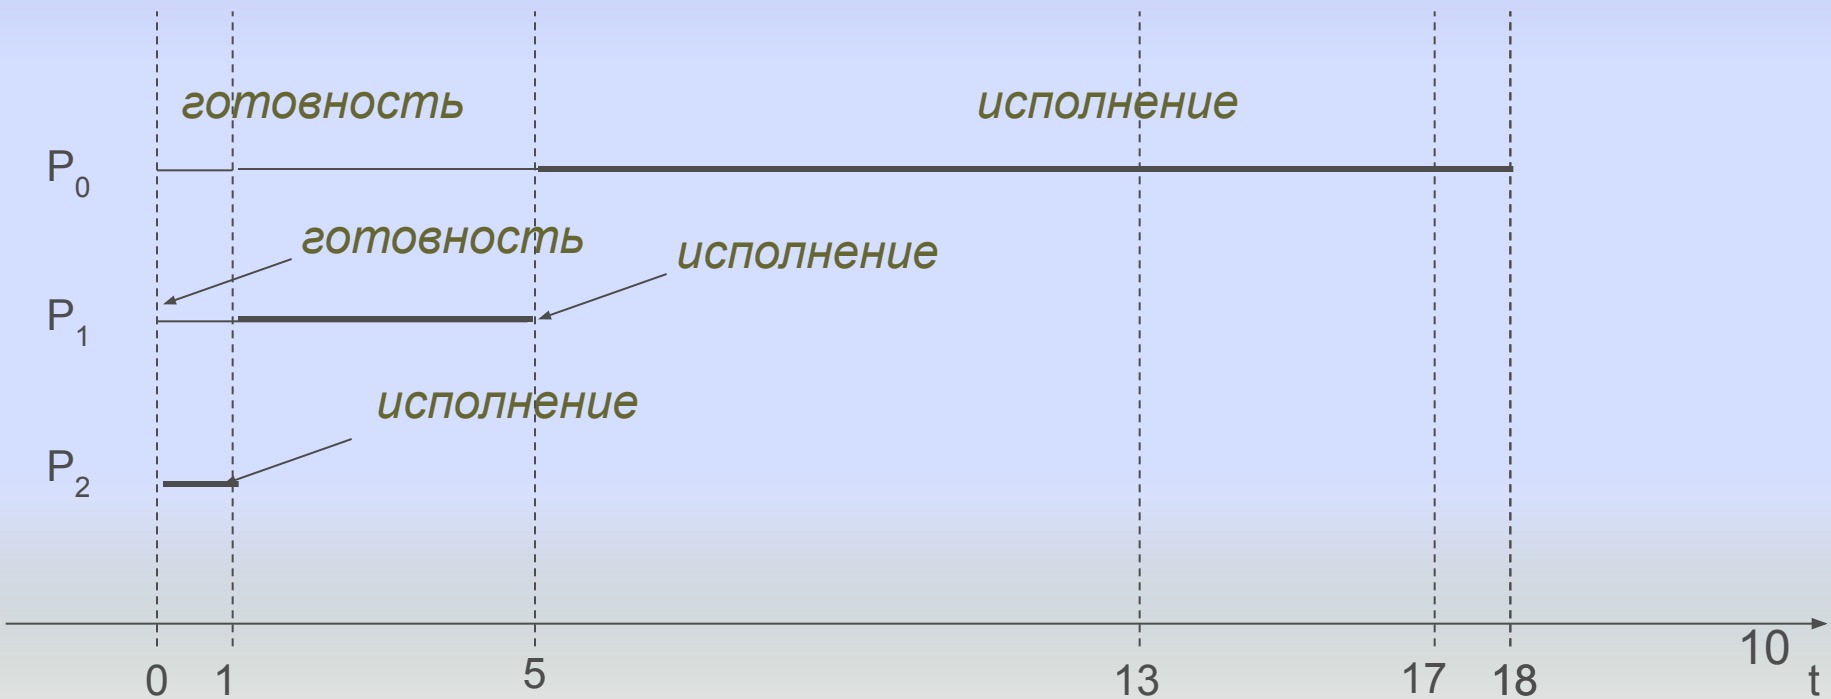 готовность исполнение
P0
готовность
исполнение
P1
исполнение
P2
10
0 1 5 13 17 18 t